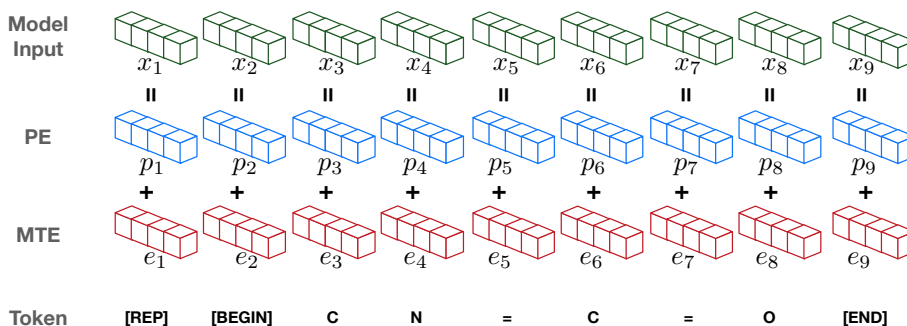 Model Input
x1 x2 x3 x4 x5 x6 x7 x8 x9
= = = = = = = = =
PE
p1 p2 p3 p4 p5 p6 p7 p8 p9
+ + + + + + + + +
MTE
e1 e2 e3 e4 e5 e6 e7 e8 e9
Token [REP] [BEGIN] C N = C = O [END]